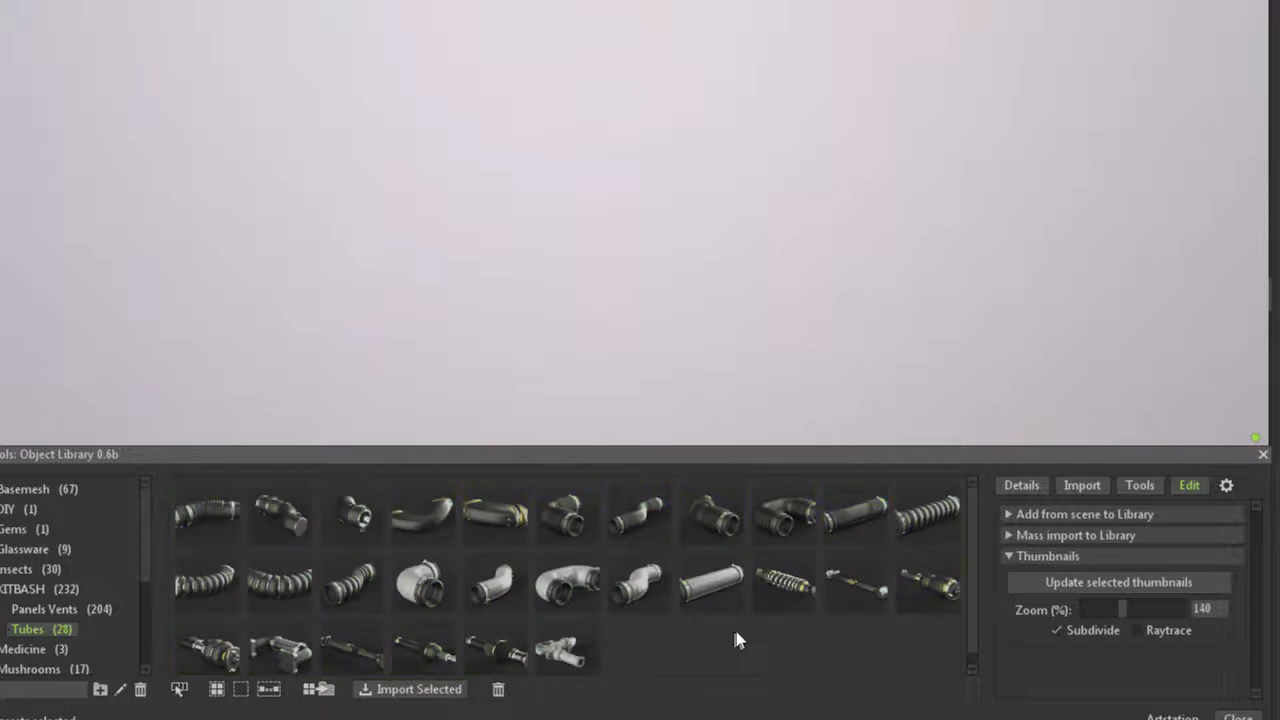 ols: Object Library 0.6b
Basemesh (67)
DIY (1)
Gems (1)
Glassware (9)
nsects (30)
KITBASH (232)
Panels Vents (204)
Tubes (28)
Medicine (3)
Mushrooms (17)
Import Selected
Details Import Tools Edit
Add from scene to Library
Mass import to Library
Thumbnails
Update selected thumbnails
Zoom (%): 140
Subdivide Raytrace
selected
Artstation Close